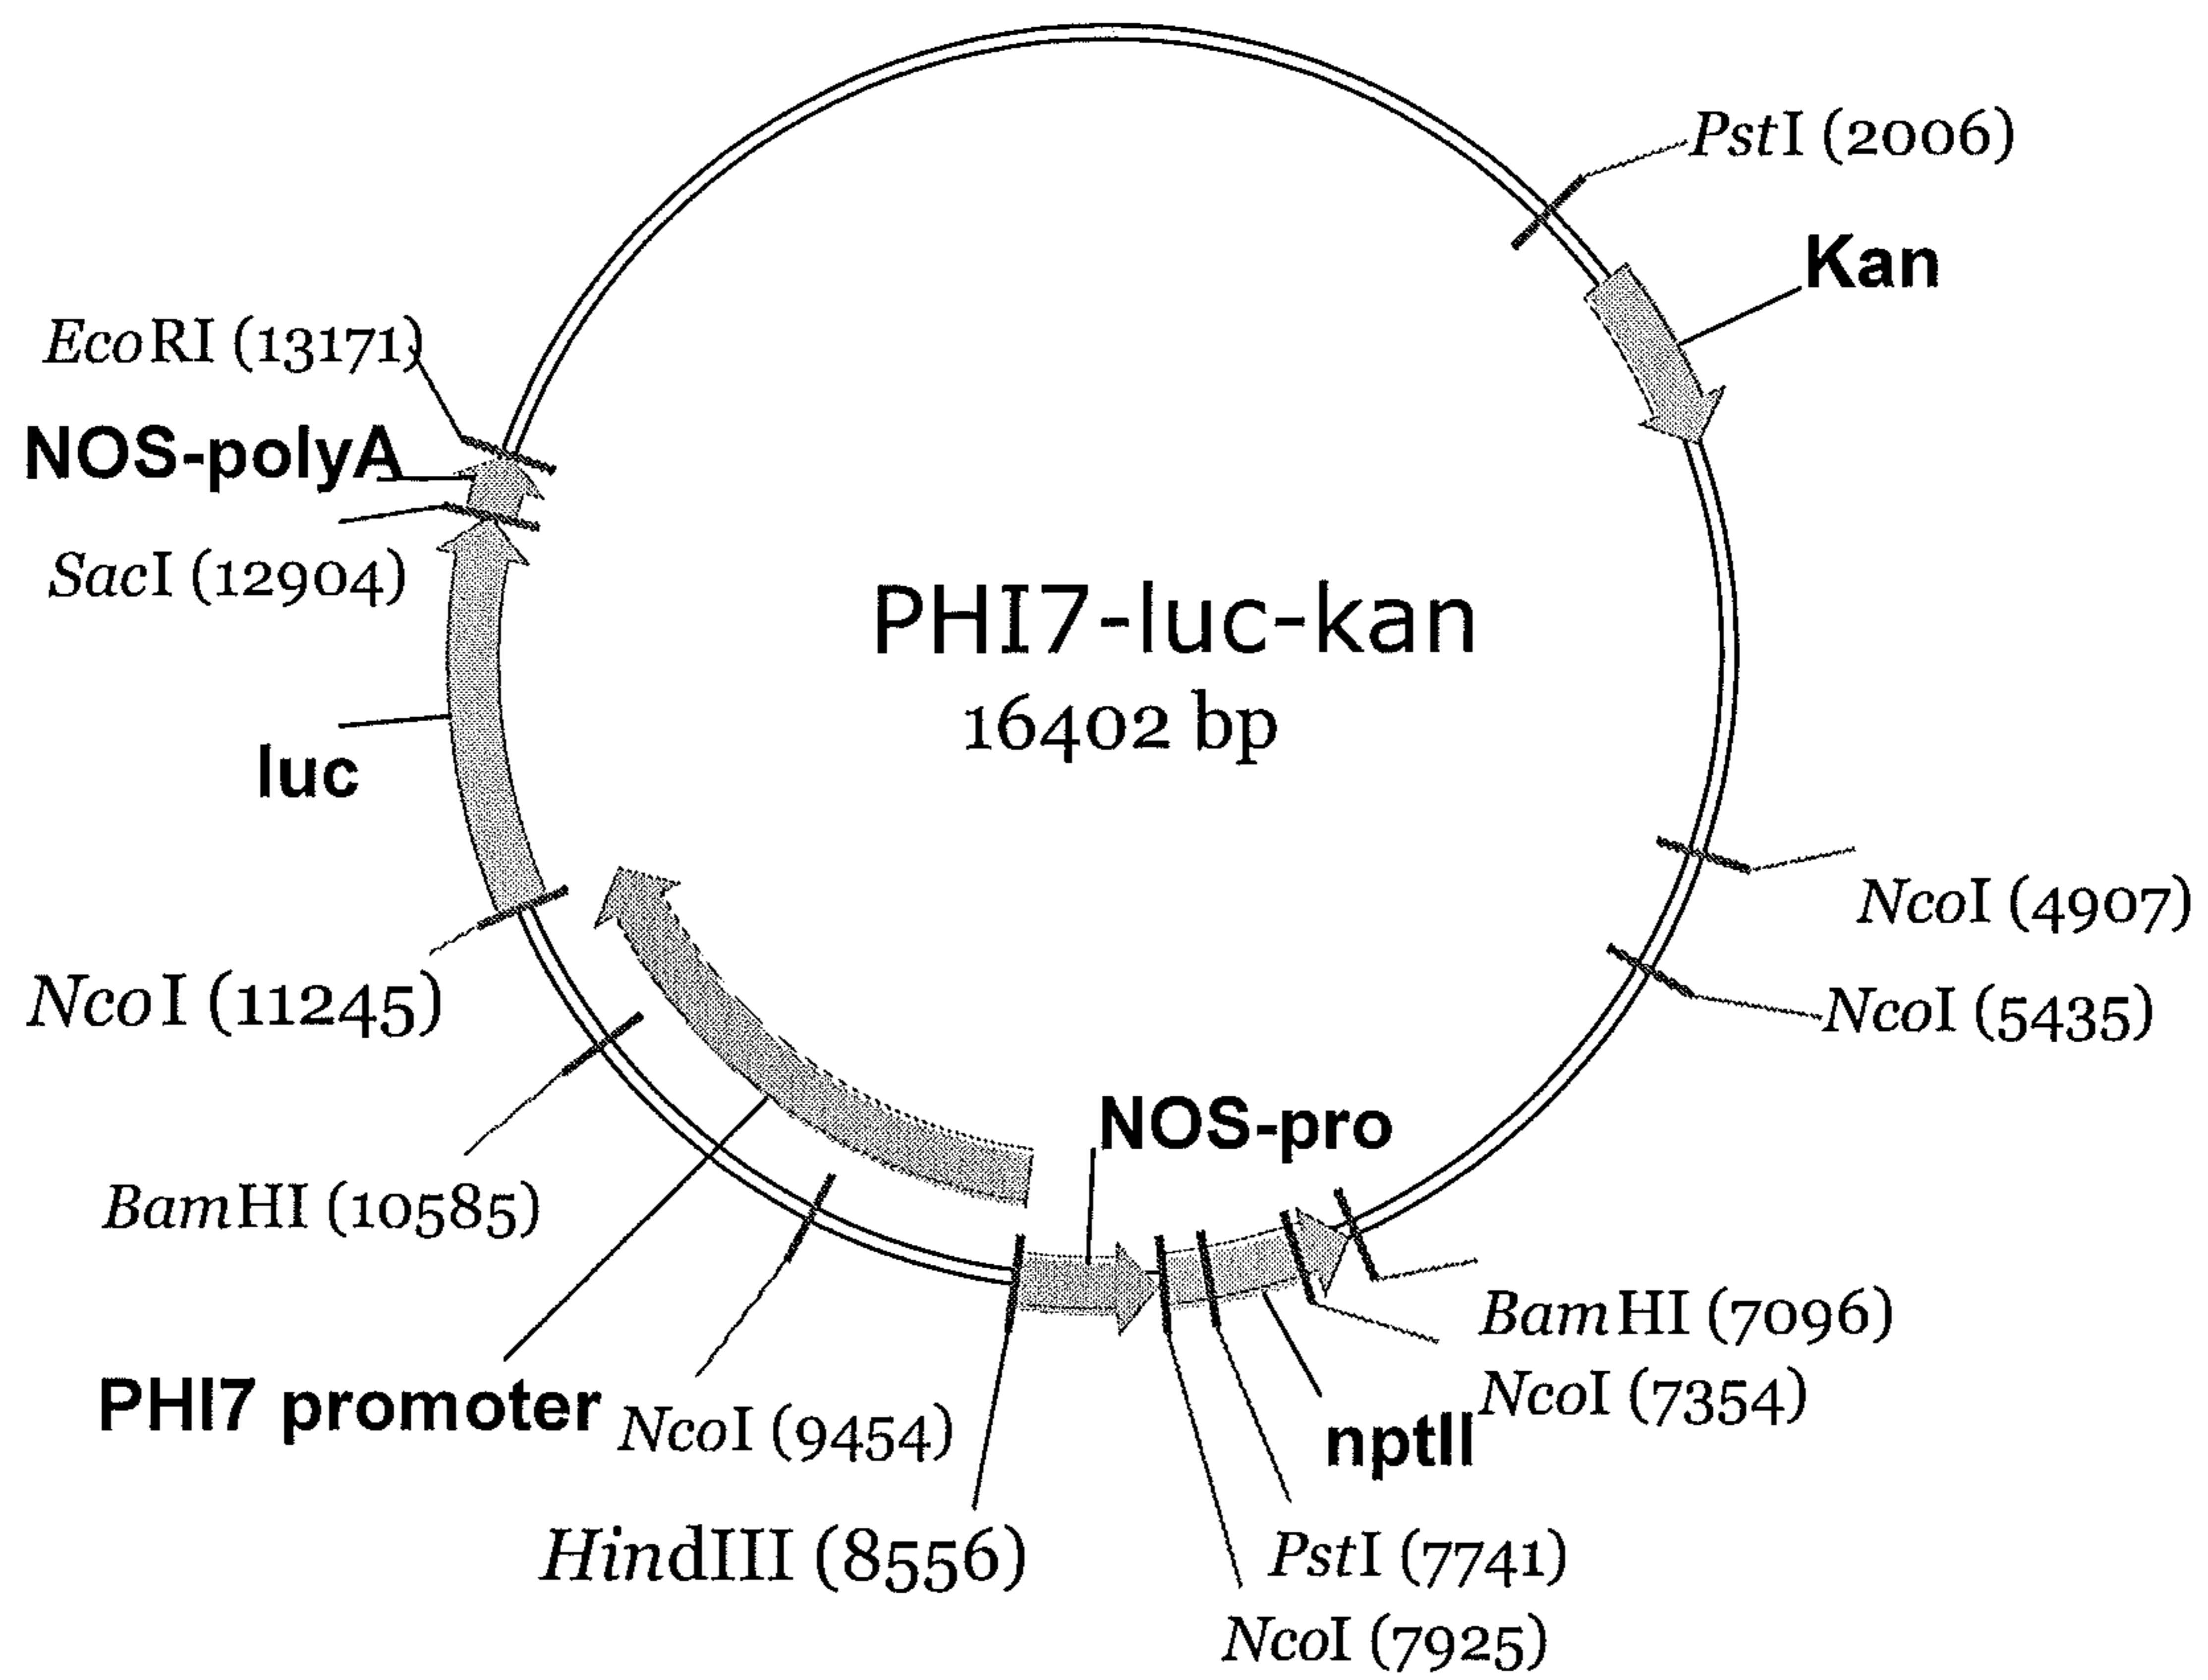 PstI (2006)
Kan
EcoRI (13171)
NOS-polyA
SacI (12904)
PHI7-luc-kan
16402 bp
luc
NcoI (4907)
NcoI (11245)
NcoI (5435)
NOS-pro
BamHI (10585)
BamHI (7096)
PHI7 promoter
NcoI (9454)
NcoI (7354)
nptII
HindIII (8556)
PstI (7741)
NcoI (7925)